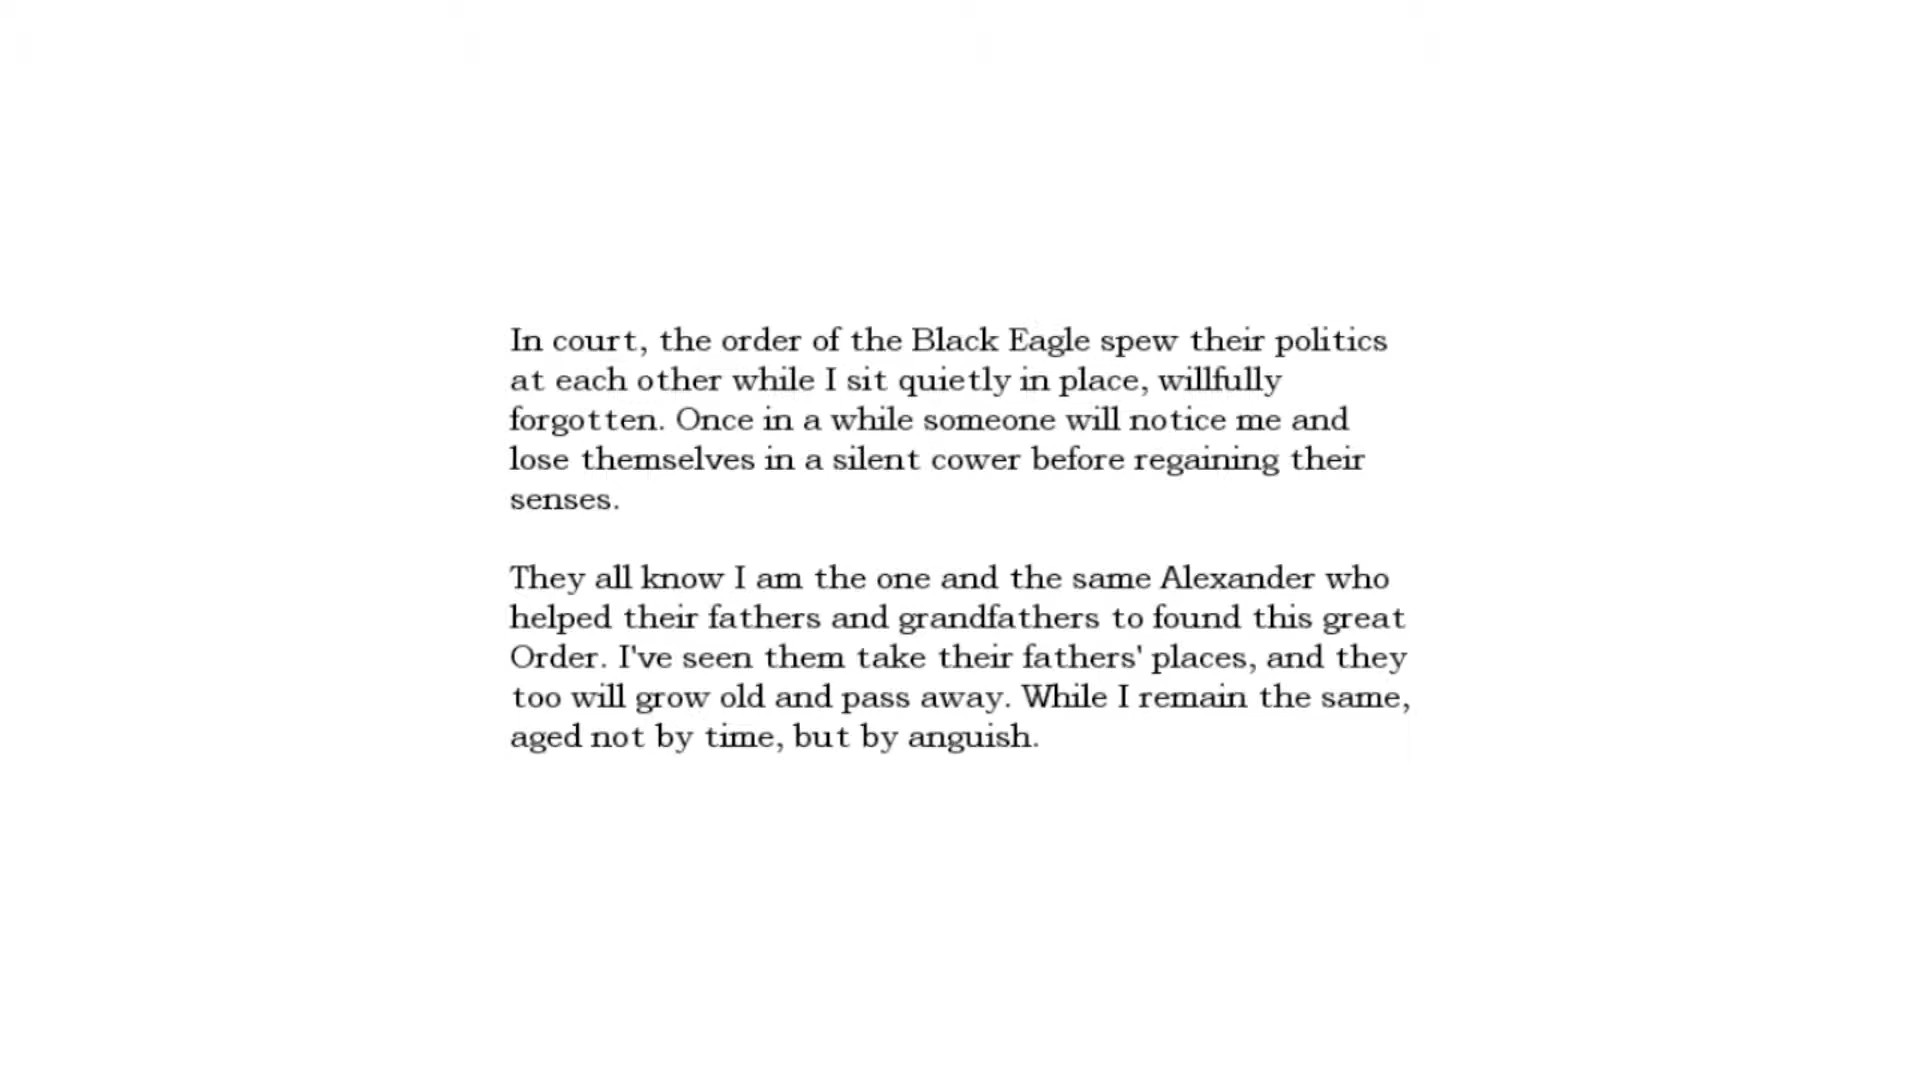 In court, the order of the Black Eagle spew their politics
at each other while I sit quietly in place, willfully
forgotten. Once in a while someone will notice me and
lose themselves in a silent cower before regaining their
senses.
They all know I am the one and the same Alexander who
helped their fathers and grandfathers to found this great
Order. I've seen them take their fathers' places, and they
too will grow old and pass away. While I remain the same,
aged not by time, but by anguish.